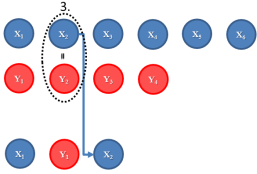 3.
X₁ X₂ X₃ X₄ X₅ X₆
=
Y₁ Y₂ Y₃ Y₄
X₁ Y₁ X₂